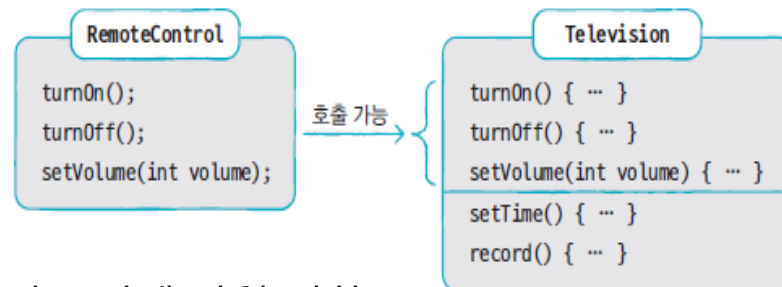 RemoteControl
turnOn();
turnOff();
setVolume(int volume);
호출 가능
Television
turnOn() { … }
turnOff() { … }
setVolume(int volume) { … }
setTime() { … }
record() { … }